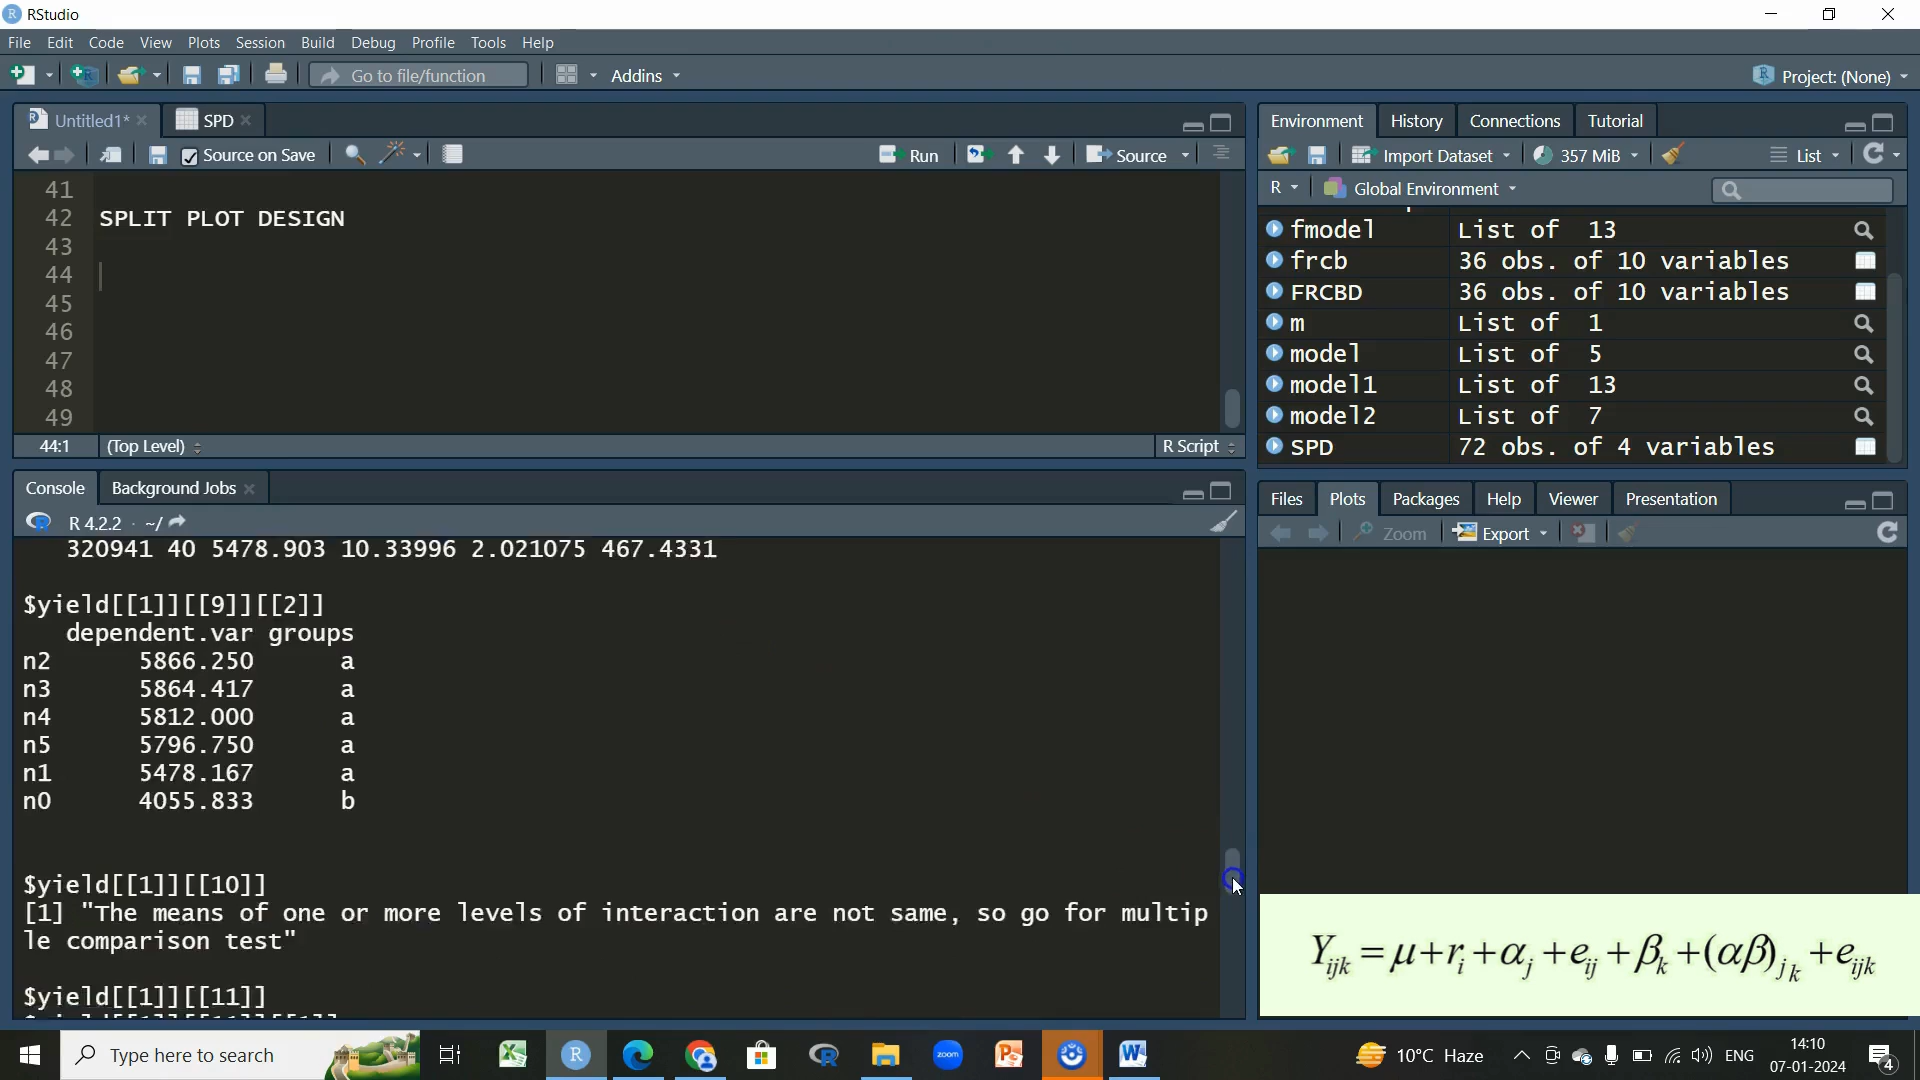 RStudio
File Edit Code View Plots Session Build Debug Profile Tools Help
Go to file/function Addins Project: (None)
Untitled1* SPD
Source on Save Run Source
41
42 SPLIT PLOT DESIGN
43
44
45
46
47
48
49
44:1 (Top Level) R Script
Console Background Jobs
R 4.2.2 · ~/
320941 40 5478.903 10.33996 2.021075 467.4331
$yield[[1]][[9]][[2]]
dependent.var groups
n2 5866.250 a
n3 5864.417 a
n4 5812.000 a
n5 5796.750 a
n1 5478.167 a
n0 4055.833 b
$yield[[1]][[10]]
[1] "The means of one or more levels of interaction are not same, so go for multip
le comparison test"
$yield[[1]][[11]]
Environment History Connections Tutorial
Import Dataset 357 MiB List
R Global Environment
fmodel List of 13
frcb 36 obs. of 10 variables
FRCBD 36 obs. of 10 variables
m List of 1
model List of 5
model1 List of 13
model2 List of 7
SPD 72 obs. of 4 variables
Files Plots Packages Help Viewer Presentation
Zoom Export
Y_ijk = μ + r_i + α_j + e_ij + β_k + (αβ)_jk + e_ijk
Type here to search
10°C Haze ENG 14:10
07-01-2024 4